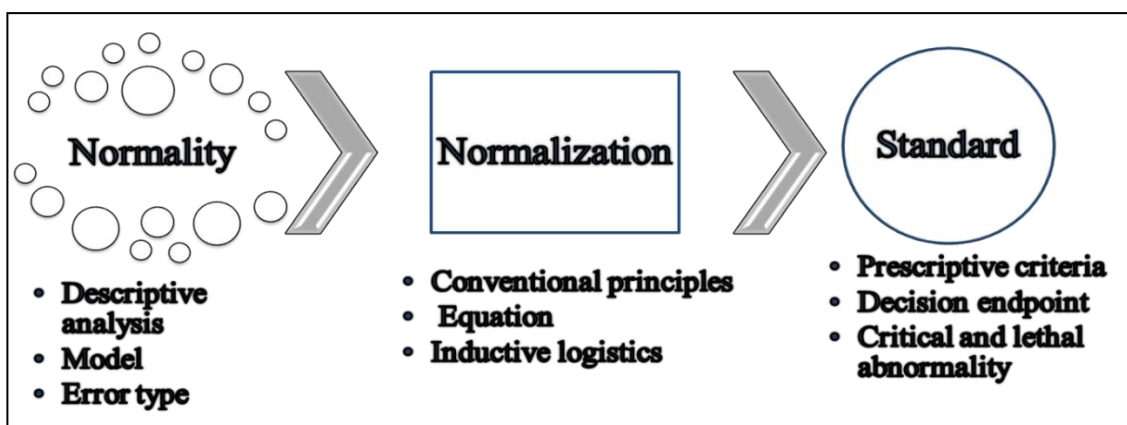 Normality
• Descriptive
analysis
• Model
• Error type
Normalization
• Conventional principles
• Equation
• Inductive logistics
Standard
• Prescriptive criteria
• Decision endpoint
• Critical and lethal
abnormality